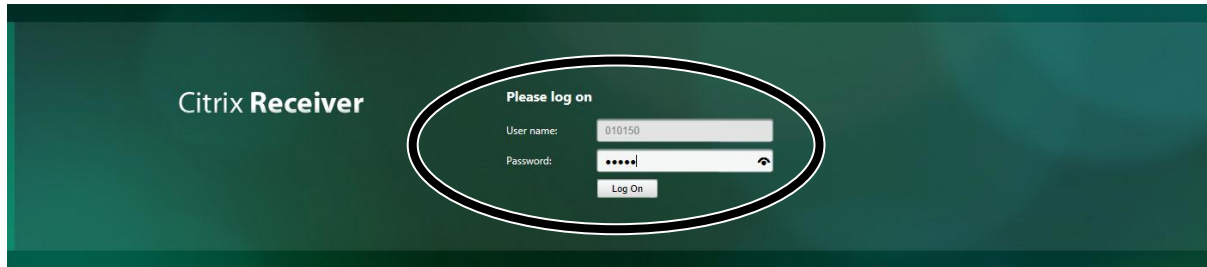 Citrix Receiver
Please log on
User name: 010150
Password: •••••
Log On